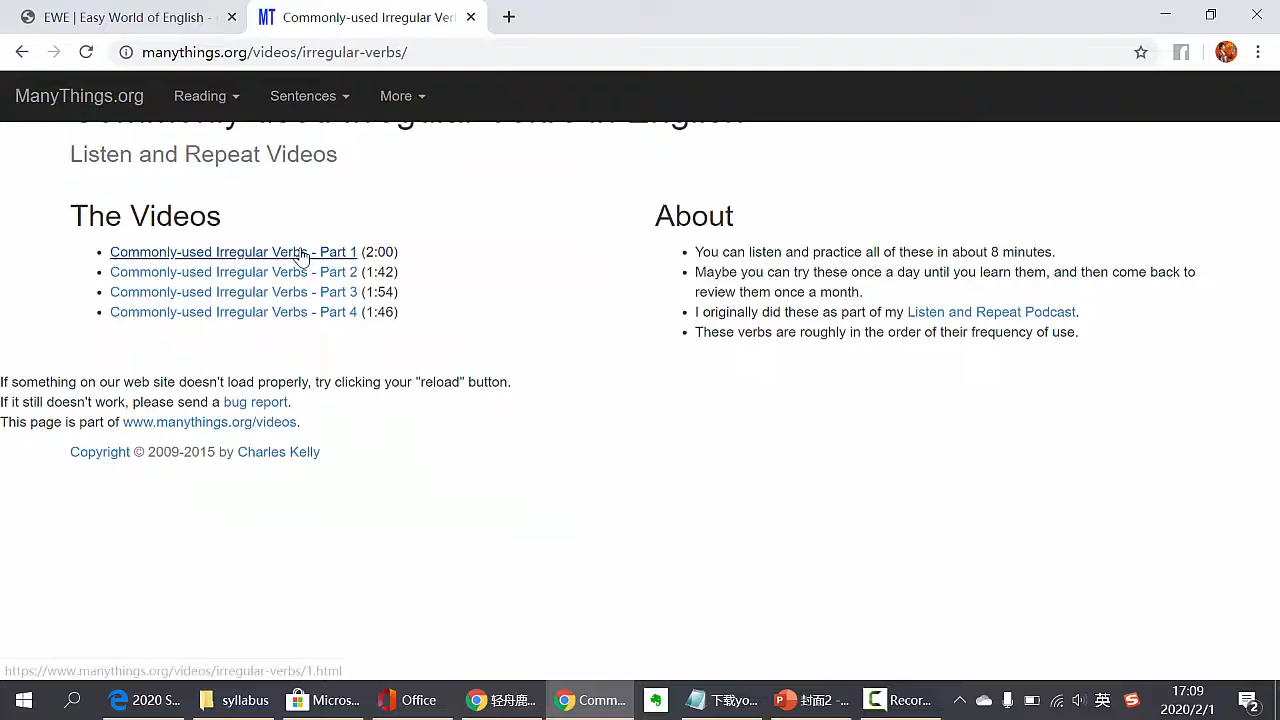 EWE | Easy World of English -
MT Commonly-used Irregular Ver
manythings.org/videos/irregular-verbs/
ManyThings.org Reading Sentences More
Commonly-used Irregular Verbs in English
Listen and Repeat Videos
The Videos
Commonly-used Irregular Verbs - Part 1 (2:00)
Commonly-used Irregular Verbs - Part 2 (1:42)
Commonly-used Irregular Verbs - Part 3 (1:54)
Commonly-used Irregular Verbs - Part 4 (1:46)
About
You can listen and practice all of these in about 8 minutes.
Maybe you can try these once a day until you learn them, and then come back to
review them once a month.
I originally did these as part of my Listen and Repeat Podcast.
These verbs are roughly in the order of their frequency of use.
If something on our web site doesn't load properly, try clicking your "reload" button.
If it still doesn't work, please send a bug report.
This page is part of www.manythings.org/videos.
Copyright © 2009-2015 by Charles Kelly
https://www.manythings.org/videos/irregular-verbs/1.html
2020 S... syllabus Micros... Office 轻舟鹿... Comm... 下载yo... 封面2 -... Recor... 英 17:09
2020/2/1 2